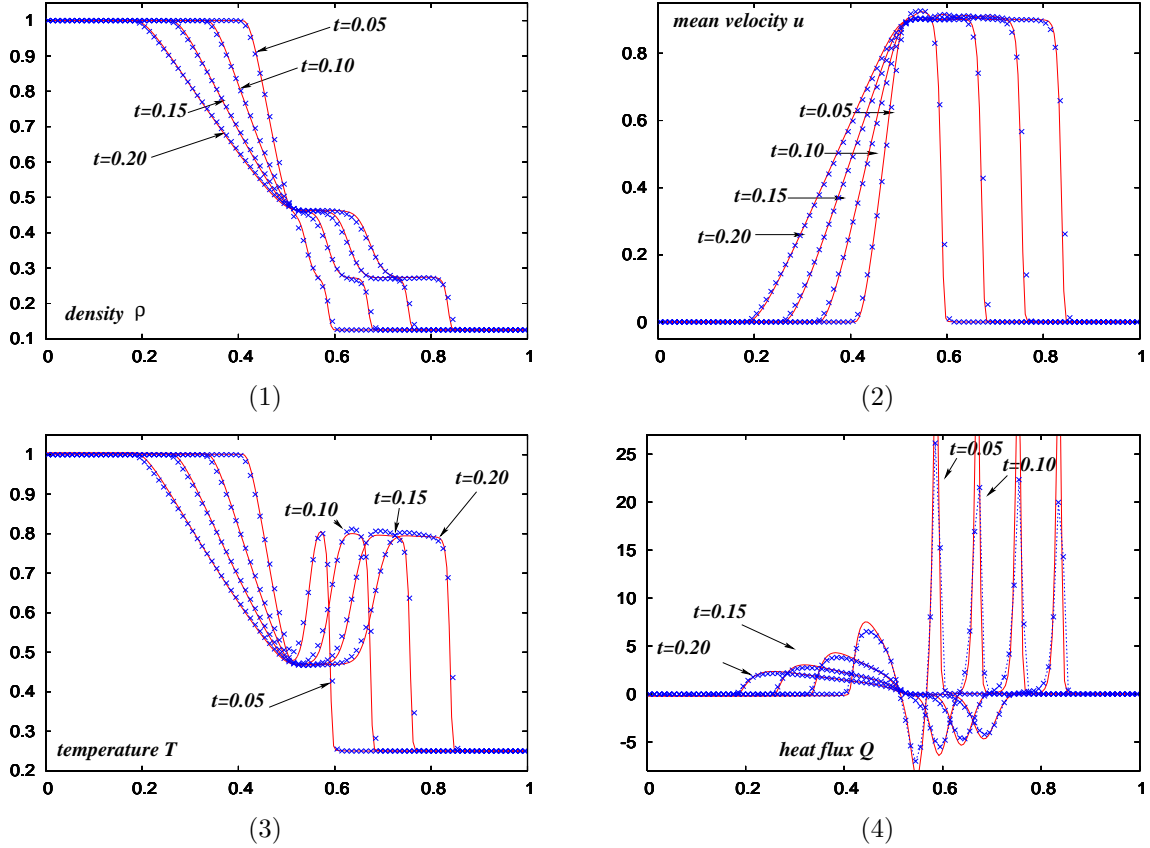 1
0.9
0.8
0.7
0.6
0.5
0.4
0.3
0.2
0.1
t=0.05
t=0.10
t=0.15
t=0.20
density ρ
0 0.2 0.4 0.6 0.8 1
(1)
mean velocity u
0.8
0.6
0.4
0.2
0
t=0.05
t=0.10
t=0.15
t=0.20
0 0.2 0.4 0.6 0.8 1
(2)
1
0.9
0.8
0.7
0.6
0.5
0.4
0.3
0.2
t=0.20
t=0.15
t=0.10
t=0.05
temperature T
0 0.2 0.4 0.6 0.8 1
(3)
25
20
15
10
5
0
-5
t=0.05
t=0.10
t=0.15
t=0.20
heat flux Q
0 0.2 0.4 0.6 0.8 1
(4)